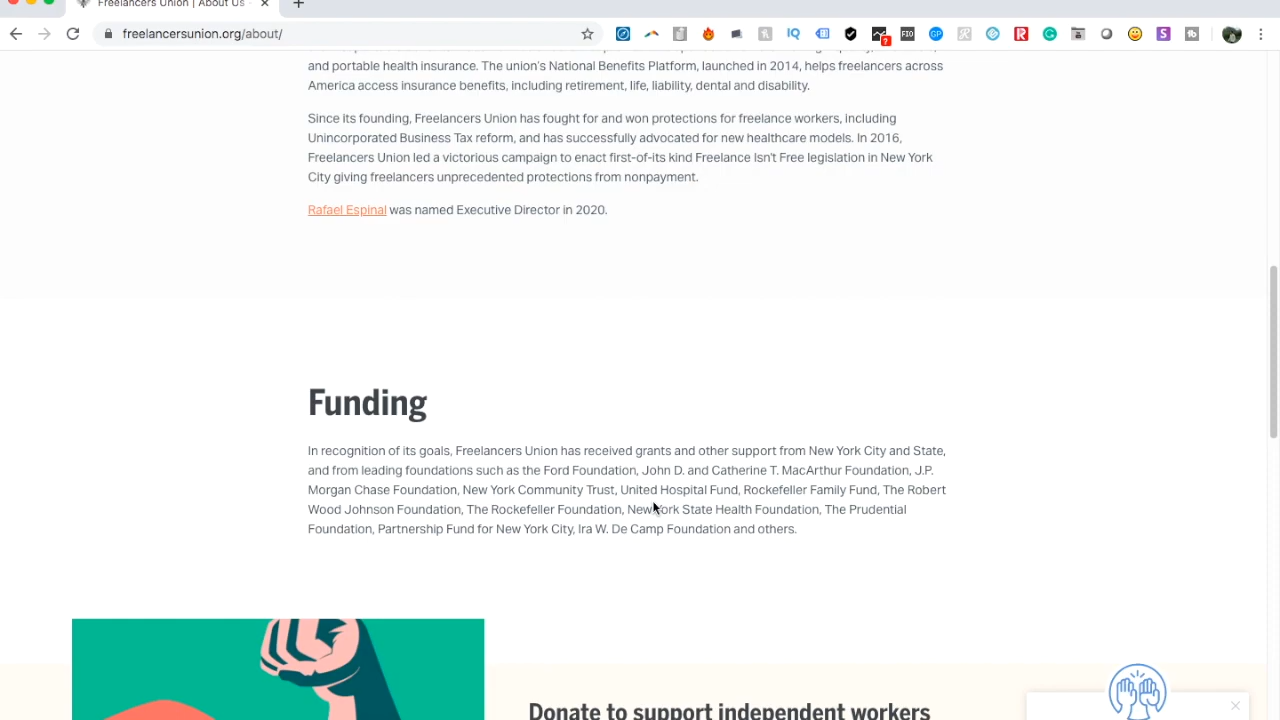 Freelancers Union | About Us
freelancersunion.org/about/
and portable health insurance. The union's National Benefits Platform, launched in 2014, helps freelancers across
America access insurance benefits, including retirement, life, liability, dental and disability.
Since its founding, Freelancers Union has fought for and won protections for freelance workers, including
Unincorporated Business Tax reform, and has successfully advocated for new healthcare models. In 2016,
Freelancers Union led a victorious campaign to enact first-of-its kind Freelance Isn't Free legislation in New York
City giving freelancers unprecedented protections from nonpayment.
Rafael Espinal was named Executive Director in 2020.
Funding
In recognition of its goals, Freelancers Union has received grants and other support from New York City and State,
and from leading foundations such as the Ford Foundation, John D. and Catherine T. MacArthur Foundation, J.P.
Morgan Chase Foundation, New York Community Trust, United Hospital Fund, Rockefeller Family Fund, The Robert
Wood Johnson Foundation, The Rockefeller Foundation, New York State Health Foundation, The Prudential
Foundation, Partnership Fund for New York City, Ira W. De Camp Foundation and others.
Donate to support independent workers